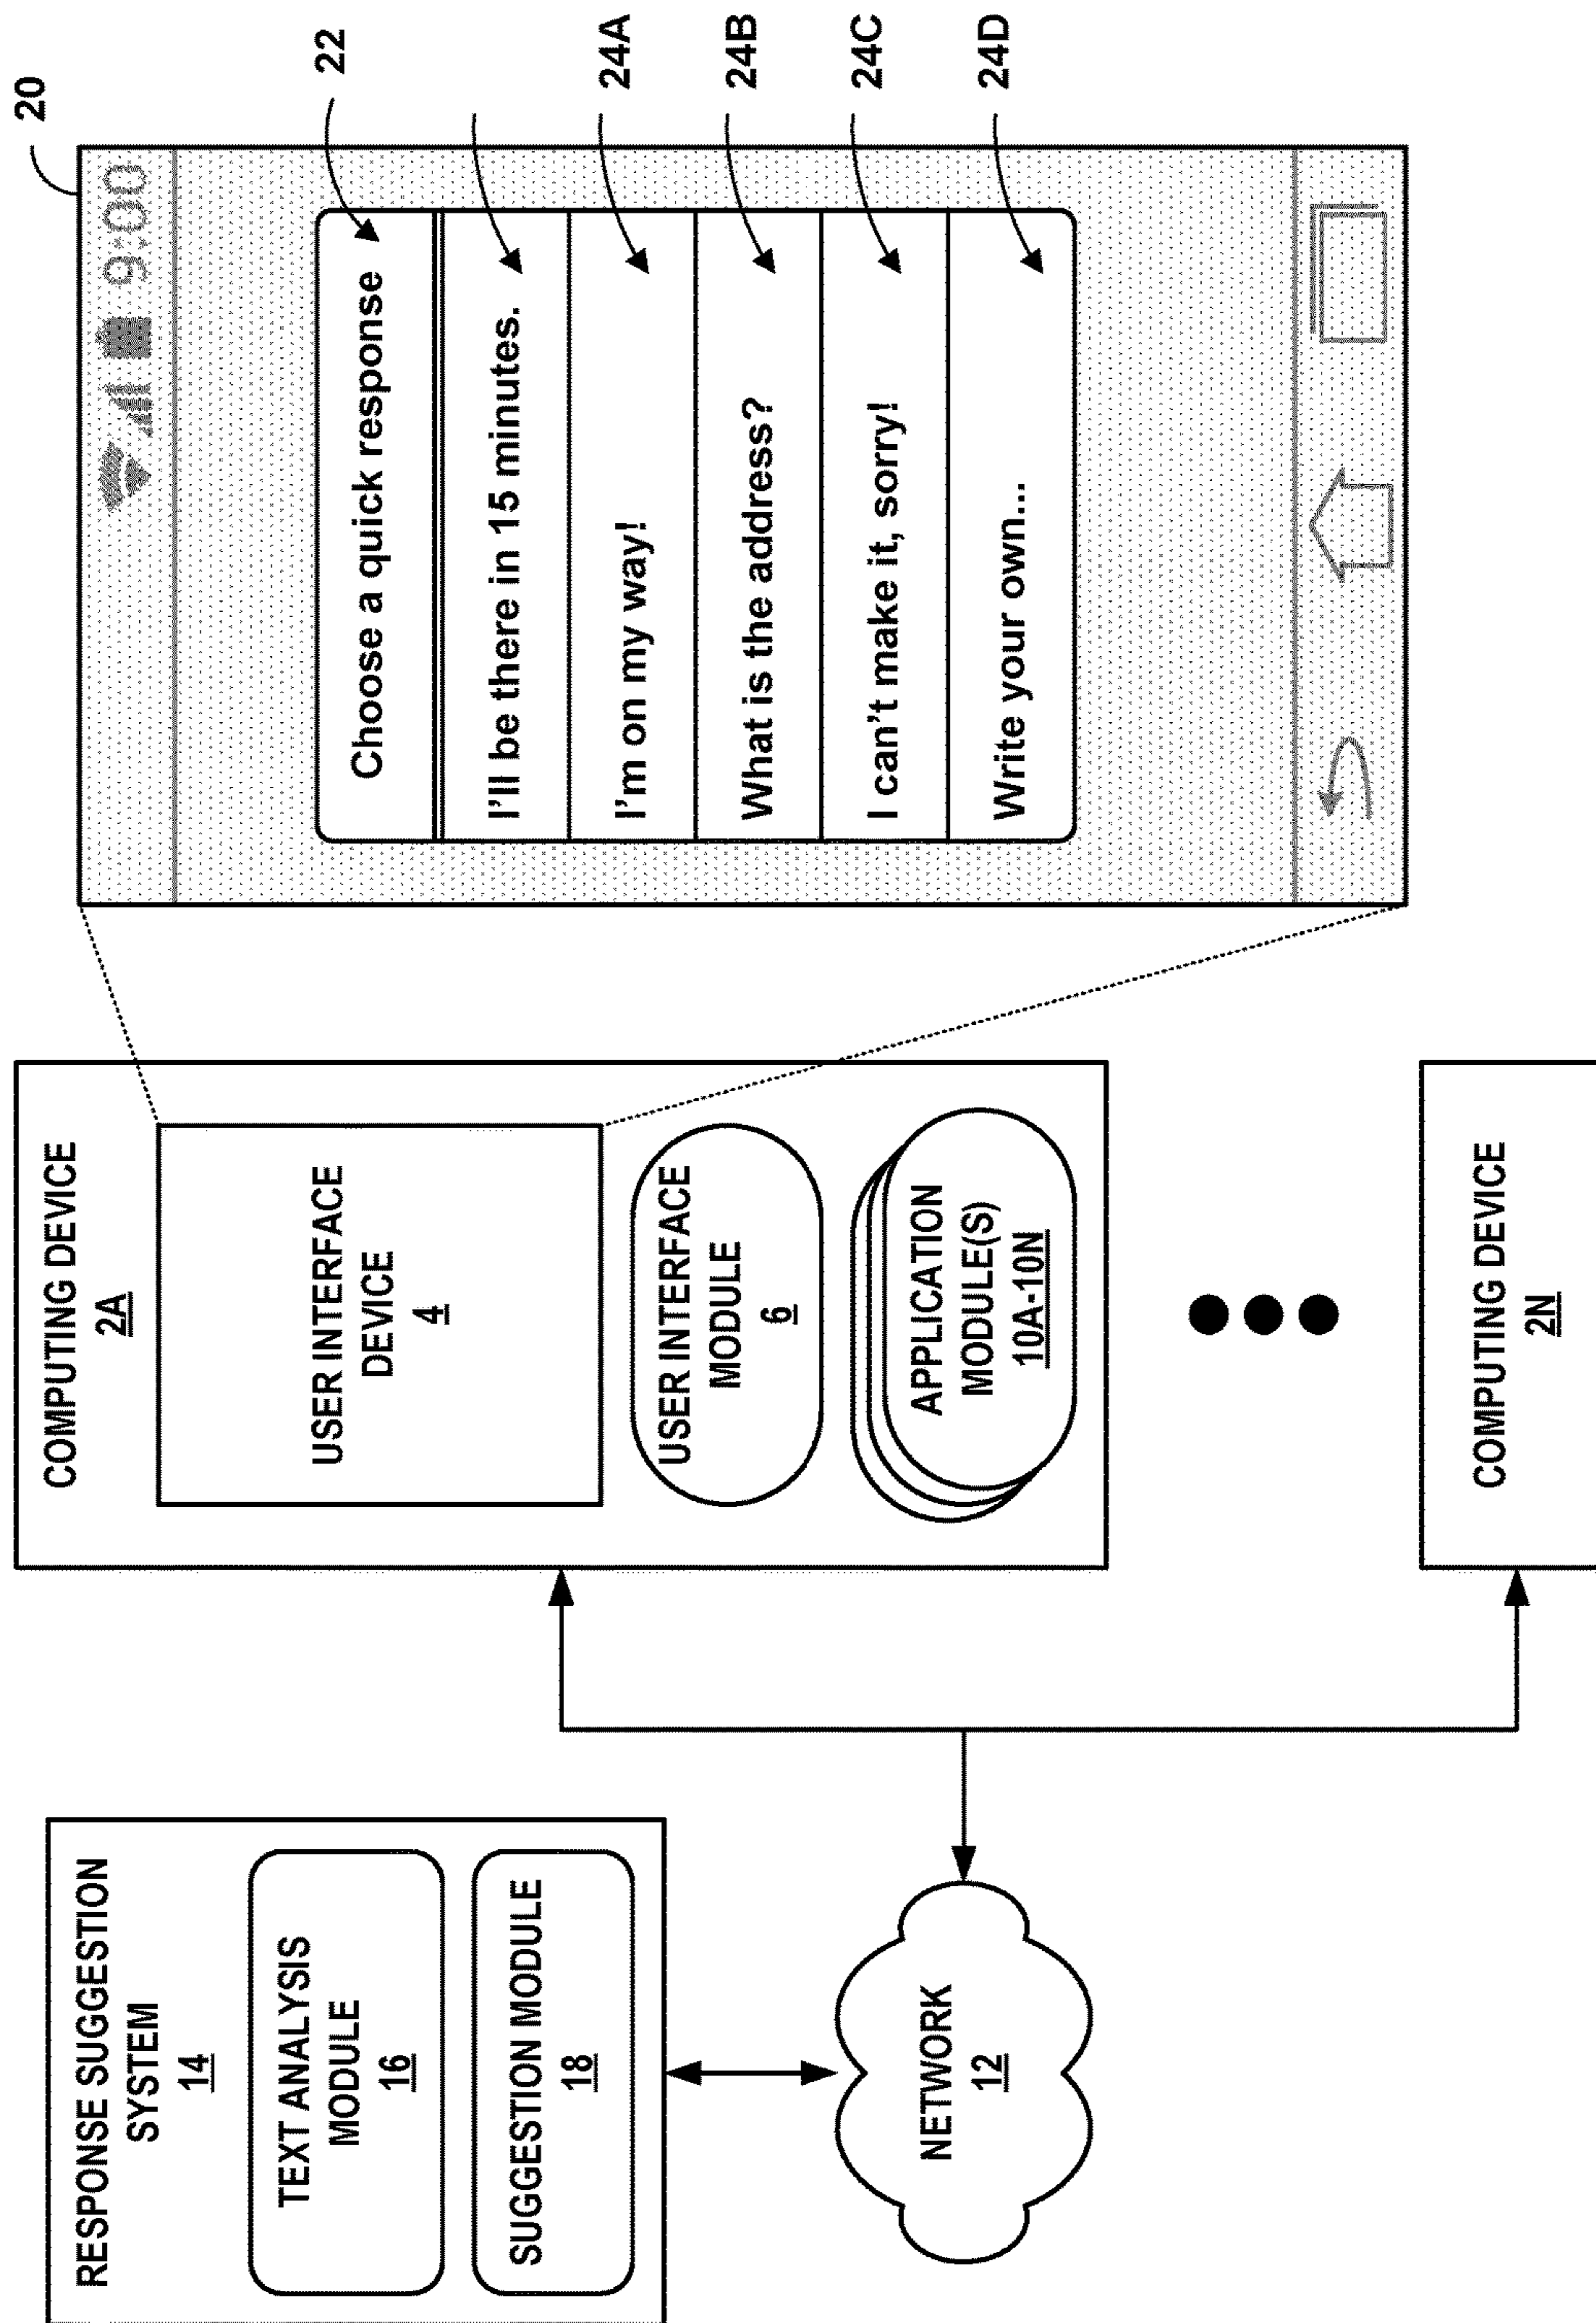 RESPONSE SUGGESTION
SYSTEM
14
TEXT ANALYSIS
MODULE
16
SUGGESTION MODULE
18
NETWORK
12
COMPUTING DEVICE
2A
USER INTERFACE
DEVICE
4
USER INTERFACE
MODULE
6
APPLICATION
MODULE(S)
10A-10N
COMPUTING DEVICE
2N
20
9:00
Choose a quick response
22
I'll be there in 15 minutes.
I'm on my way!
24A
What is the address?
24B
I can't make it, sorry!
24C
Write your own...
24D